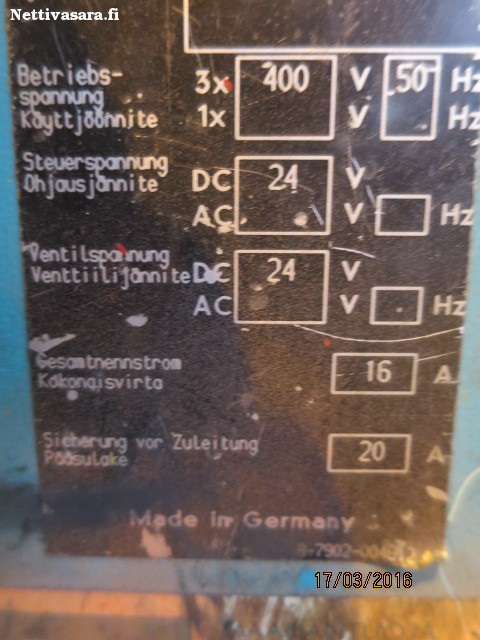 Nettivasara.fi
Betriebs-
spannung 3x 400 V 50 Hz
Käyttjöönnite 1x V Hz
Steuerspannung
Ohjausjännite DC 24 V
AC V Hz
Ventilspannung
Venttiilijännite DC 24 V
AC V Hz
Gesamtnennstrom 16 A
Kokonaisvirta
Sicherung vor Zuleitung 20 A
Pääsulake
Made in Germany
17/03/2016